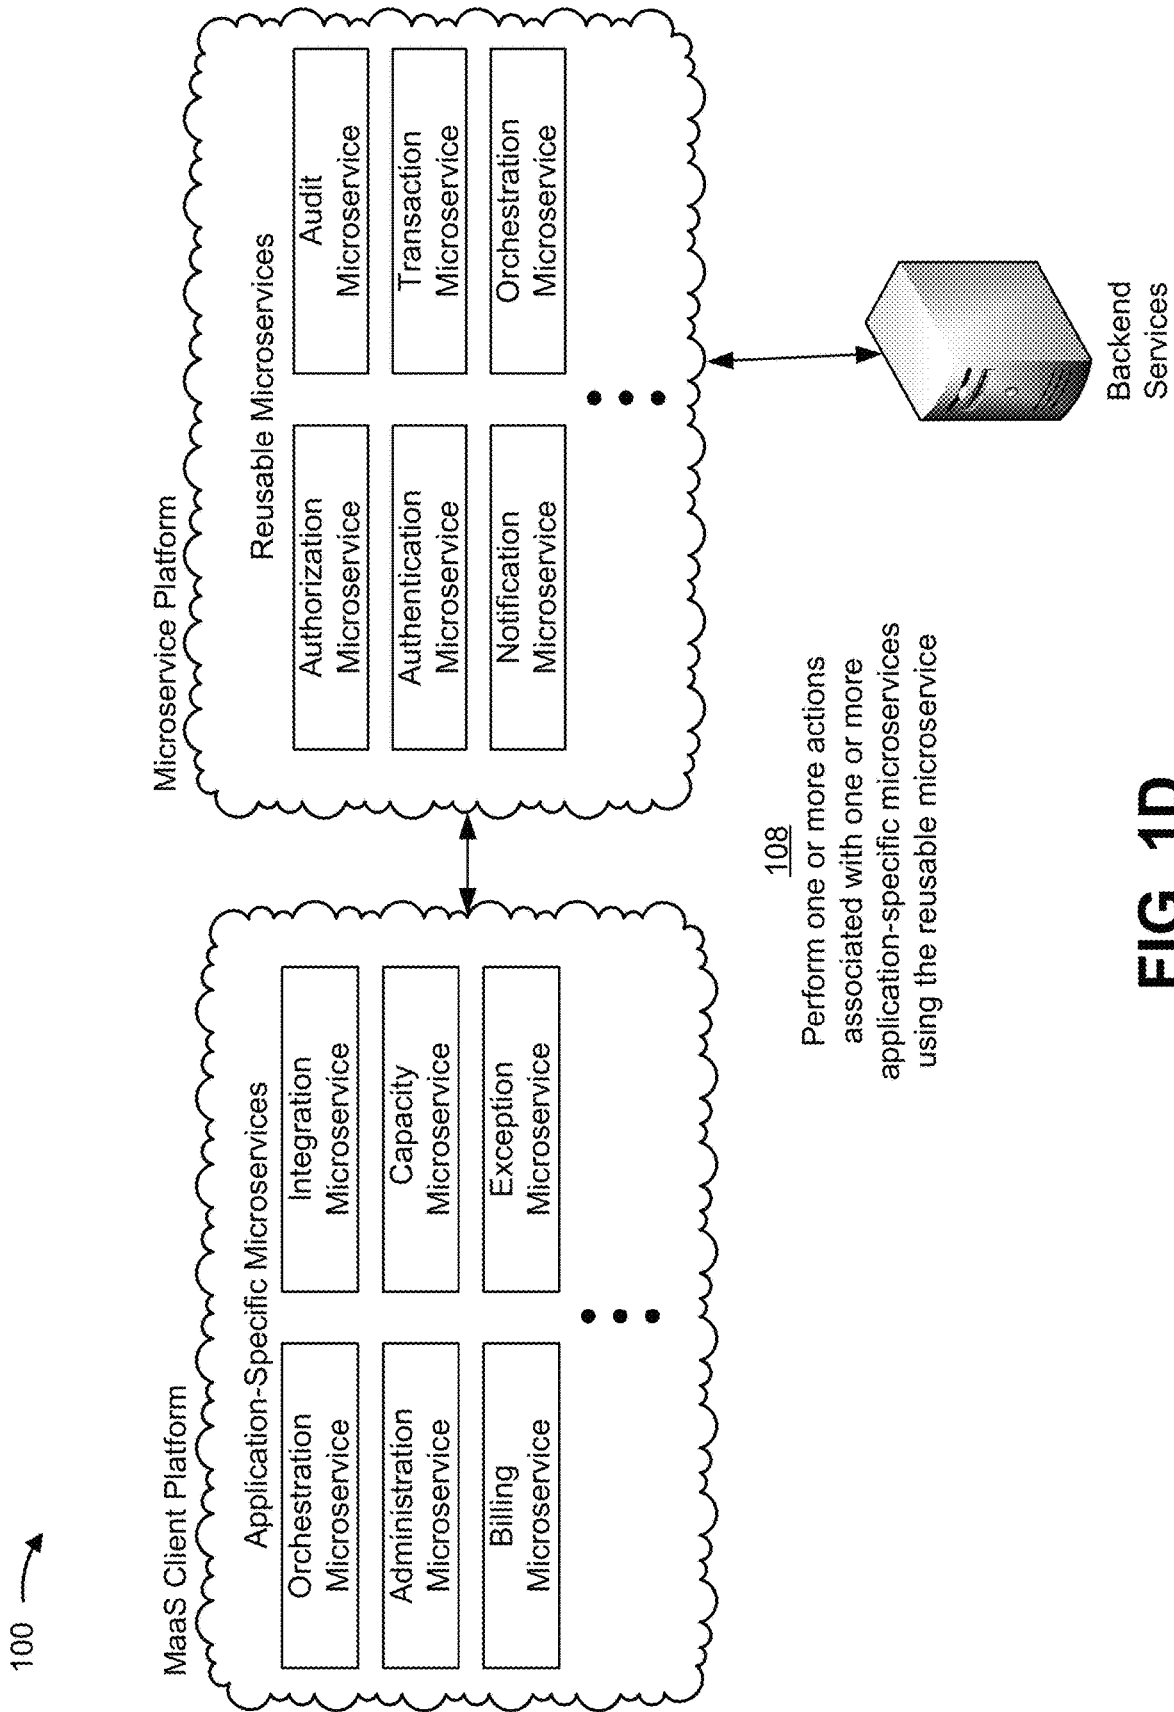 100
MaaS Client Platform
Application-Specific Microservices
Orchestration
Microservice
Integration
Microservice
Administration
Microservice
Capacity
Microservice
Billing
Microservice
Exception
Microservice
Microservice Platform
Reusable Microservices
Authorization
Microservice
Audit
Microservice
Authentication
Microservice
Transaction
Microservice
Notification
Microservice
Orchestration
Microservice
108
Perform one or more actions
associated with one or more
application-specific microservices
using the reusable microservice
Backend
Services
FIG. 1D